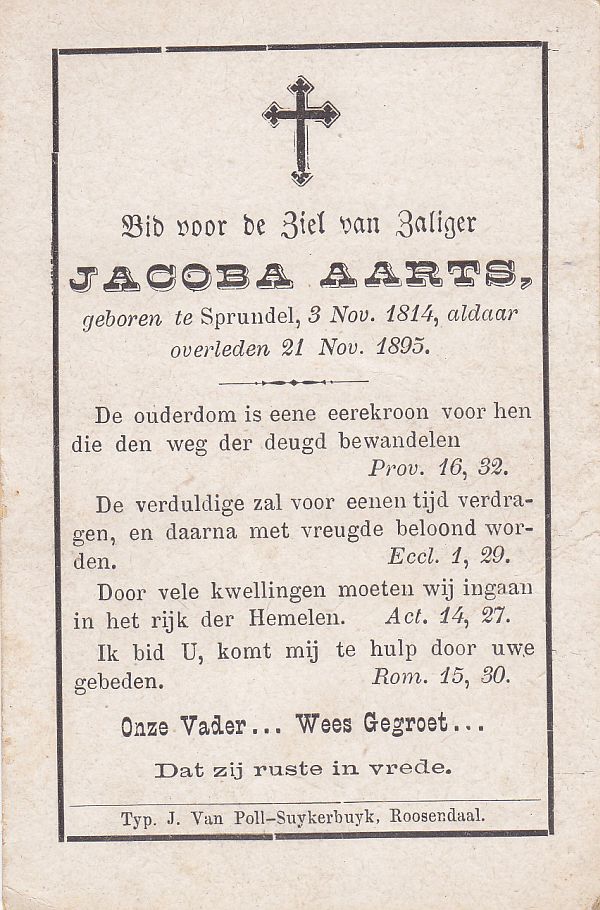 Bid voor de Ziel van Zaliger
JACOBA AARTS,
geboren te Sprundel, 3 Nov. 1814, aldaar
overleden 21 Nov. 1895.
De ouderdom is eene eerekroon voor hen
die den weg der deugd bewandelen
Prov. 16, 32.
De verduldige zal voor eenen tijd verdra-
gen, en daarna met vreugde beloond wor-
den. Eccl. 1, 29.
Door vele kwellingen moeten wij ingaan
in het rijk der Hemelen. Act. 14, 27.
Ik bid U, komt mij te hulp door uwe
gebeden. Rom. 15, 30.
Onze Vader... Wees Gegroet...
Dat zij ruste in vrede.
Typ. J. Van Poll-Suykerbuyk, Roosendaal.